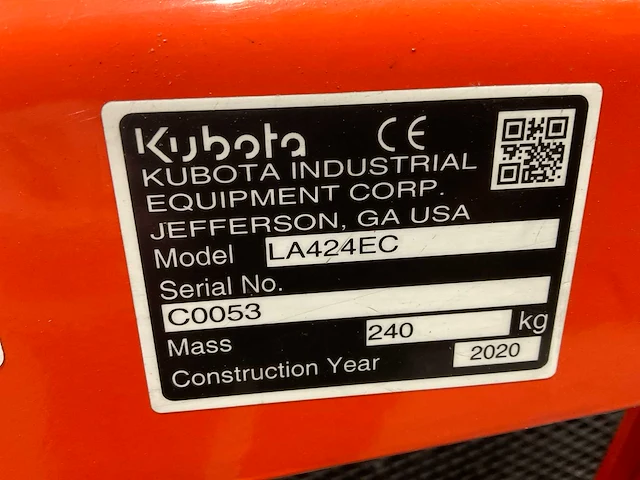 Kubota CE
KUBOTA INDUSTRIAL
EQUIPMENT CORP.
JEFFERSON, GA USA
Model LA424EC
Serial No.
C0053
Mass 240 kg
Construction Year 2020